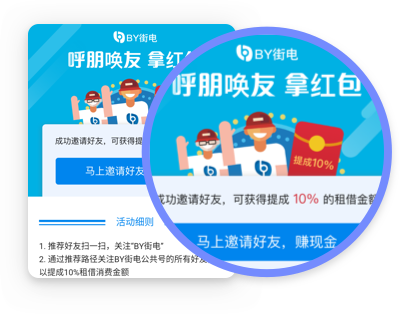 BY街电
呼朋唤友 拿红包
成功邀请好友,可获得提
马上邀请好友
活动细则
1. 推荐好友扫一扫,关注"BY街电"
2. 通过推荐路径关注BY街电公共号的所有好友
以提成10%租借消费金额
BY街电
呼朋唤友 拿红包
提成10%
成功邀请好友,可获得提成 10% 的租借金额
马上邀请好友,赚现金